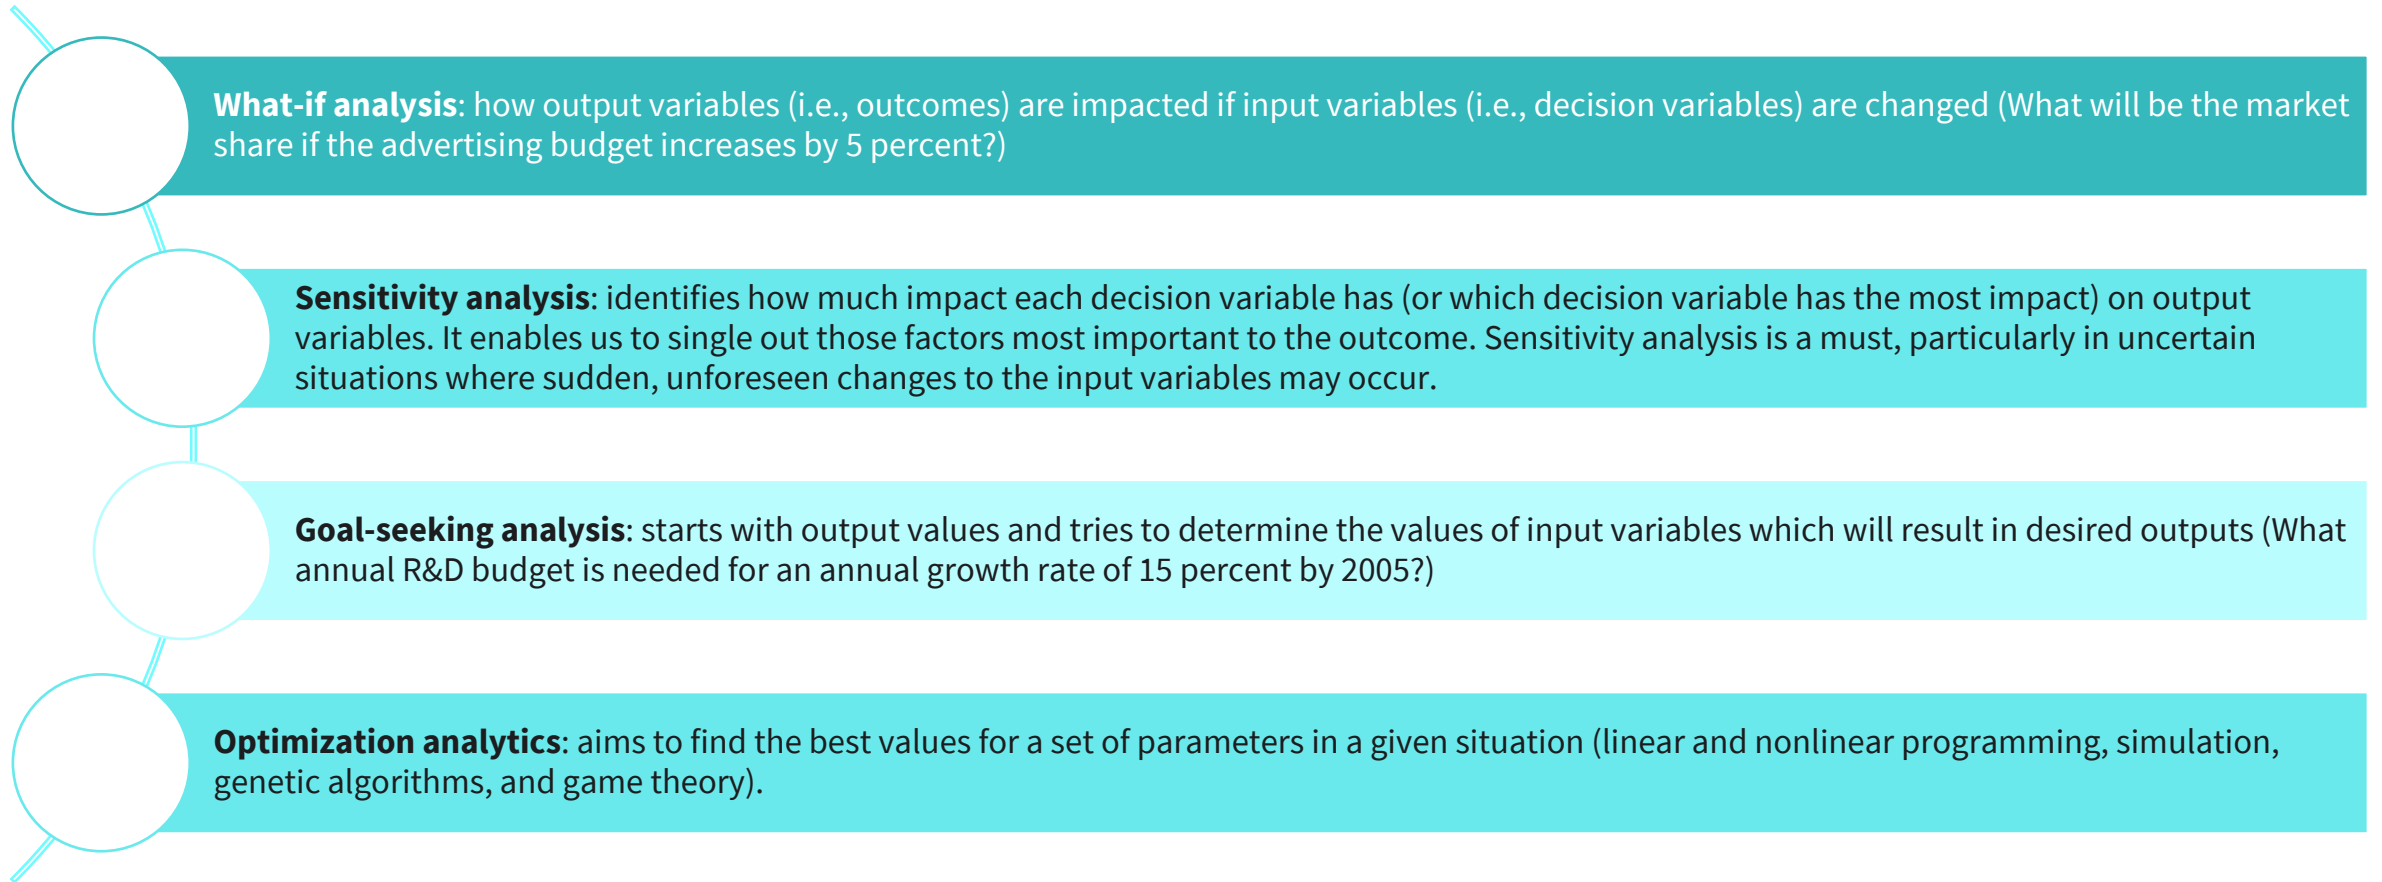 What-if analysis: how output variables (i.e., outcomes) are impacted if input variables (i.e., decision variables) are changed (What will be the market
share if the advertising budget increases by 5 percent?)
Sensitivity analysis: identifies how much impact each decision variable has (or which decision variable has the most impact) on output
variables. It enables us to single out those factors most important to the outcome. Sensitivity analysis is a must, particularly in uncertain
situations where sudden, unforeseen changes to the input variables may occur.
Goal-seeking analysis: starts with output values and tries to determine the values of input variables which will result in desired outputs (What
annual R&D budget is needed for an annual growth rate of 15 percent by 2005?)
Optimization analytics: aims to find the best values for a set of parameters in a given situation (linear and nonlinear programming, simulation,
genetic algorithms, and game theory).